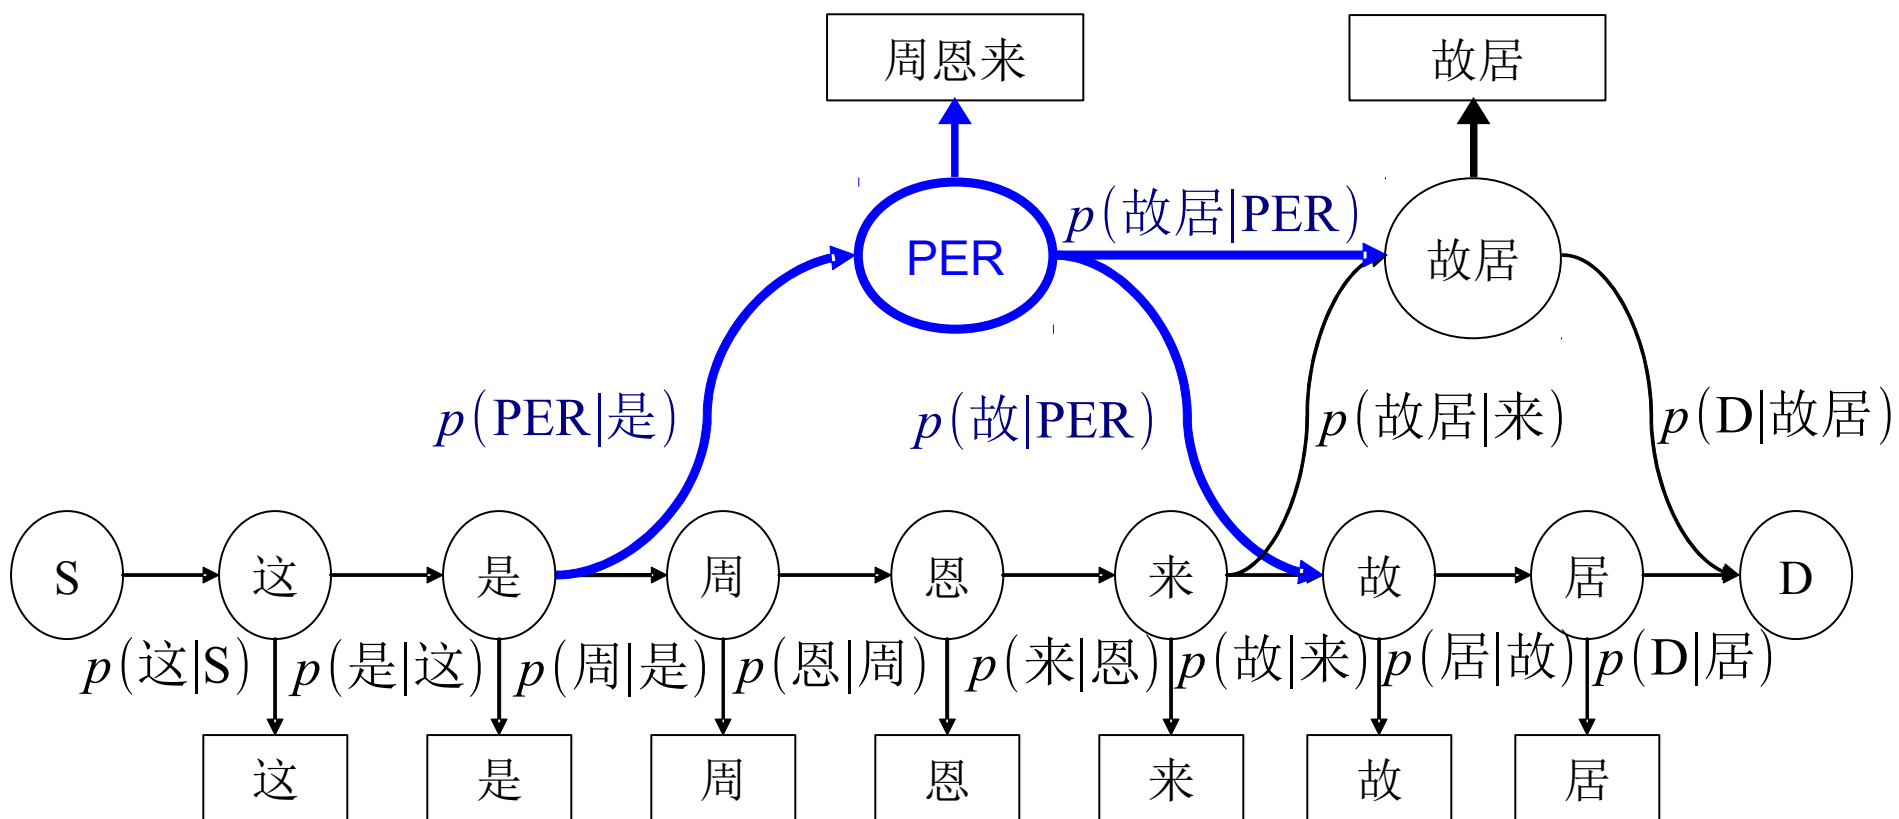 周恩来 故居
p(故居|PER)
PER 故居
p(PER|是) p(故|PER) p(故居|来) p(D|故居)
S 这 是 周 恩 来 故 居 D
p(这|S) p(是|这) p(周|是) p(恩|周) p(来|恩) p(故|来) p(居|故) p(D|居)
这 是 周 恩 来 故 居